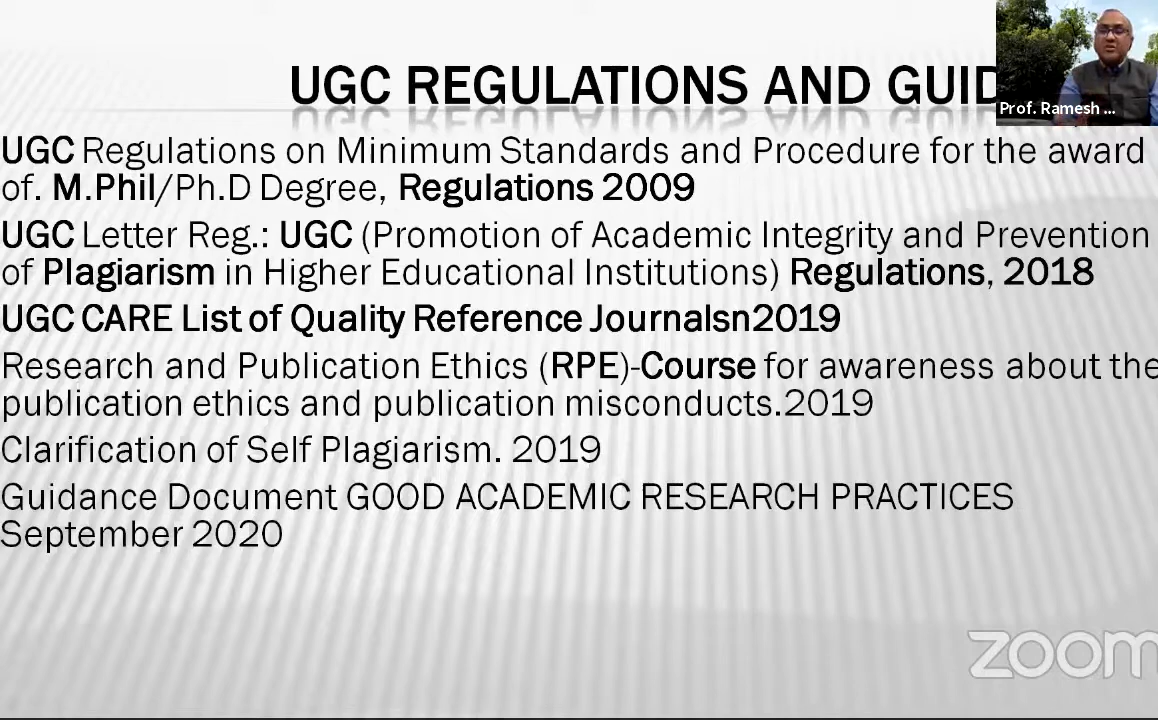 UGC REGULATIONS AND GUID
Prof. Ramesh ...
UGC Regulations on Minimum Standards and Procedure for the award
of. M.Phil/Ph.D Degree, Regulations 2009
UGC Letter Reg.: UGC (Promotion of Academic Integrity and Prevention
of Plagiarism in Higher Educational Institutions) Regulations, 2018
UGC CARE List of Quality Reference Journalsn2019
Research and Publication Ethics (RPE)-Course for awareness about the
publication ethics and publication misconducts.2019
Clarification of Self Plagiarism. 2019
Guidance Document GOOD ACADEMIC RESEARCH PRACTICES
September 2020
zoom